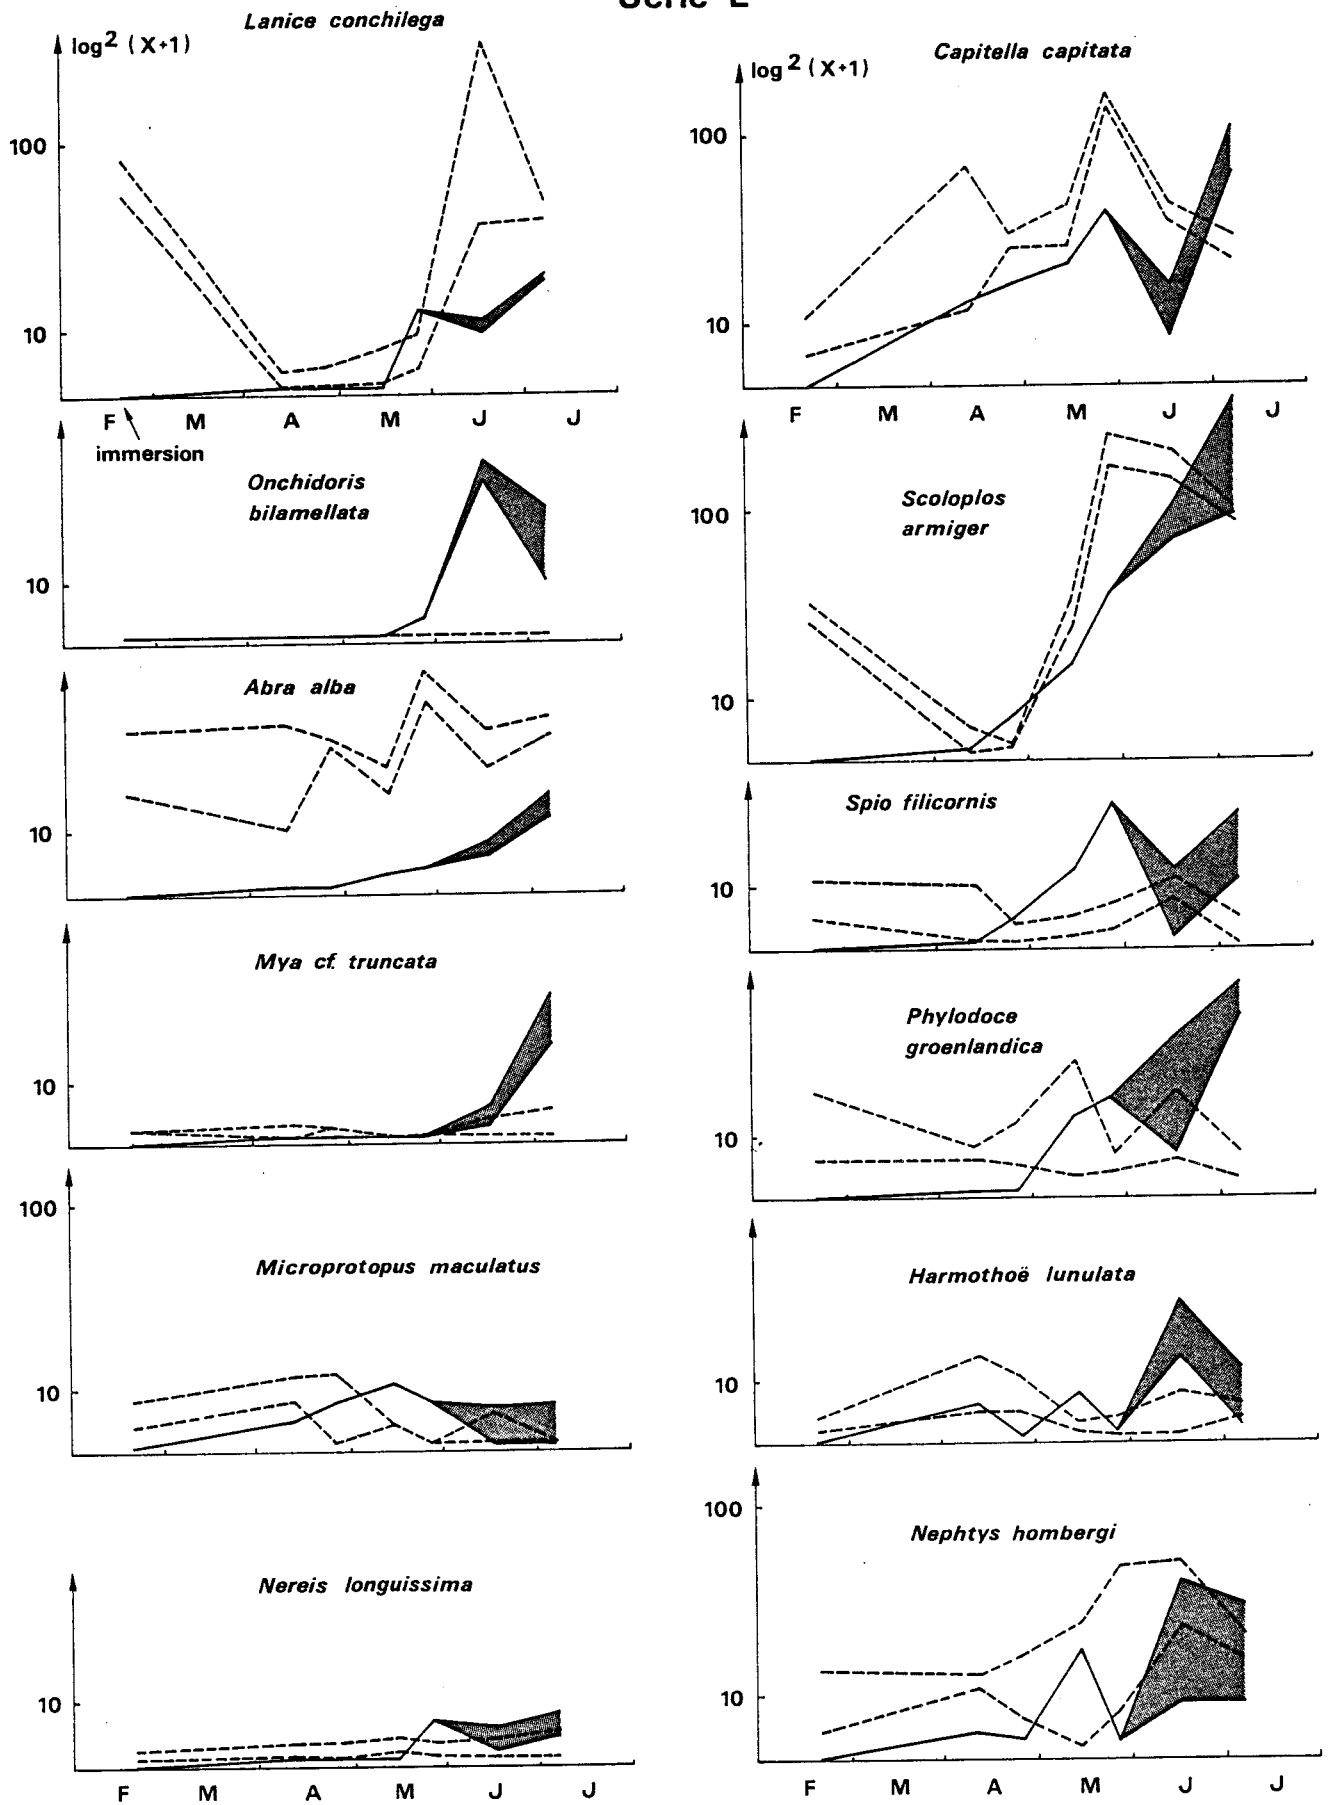 Série E
Lanice conchilega
log2 (X+1)
100
10
F M A M J J
immersion
Onchidoris
bilamellata
10
Abra alba
10
Mya cf. truncata
10
100
Microprotopus maculatus
10
Nereis longuissima
10
F M A M J J
Capitella capitata
log2 (X+1)
100
10
F M A M J J
Scoloplos
armiger
100
10
Spio filicornis
10
Phylodoce
groenlandica
10
Harmothoë lunulata
10
100
Nephtys hombergi
10
F M A M J J